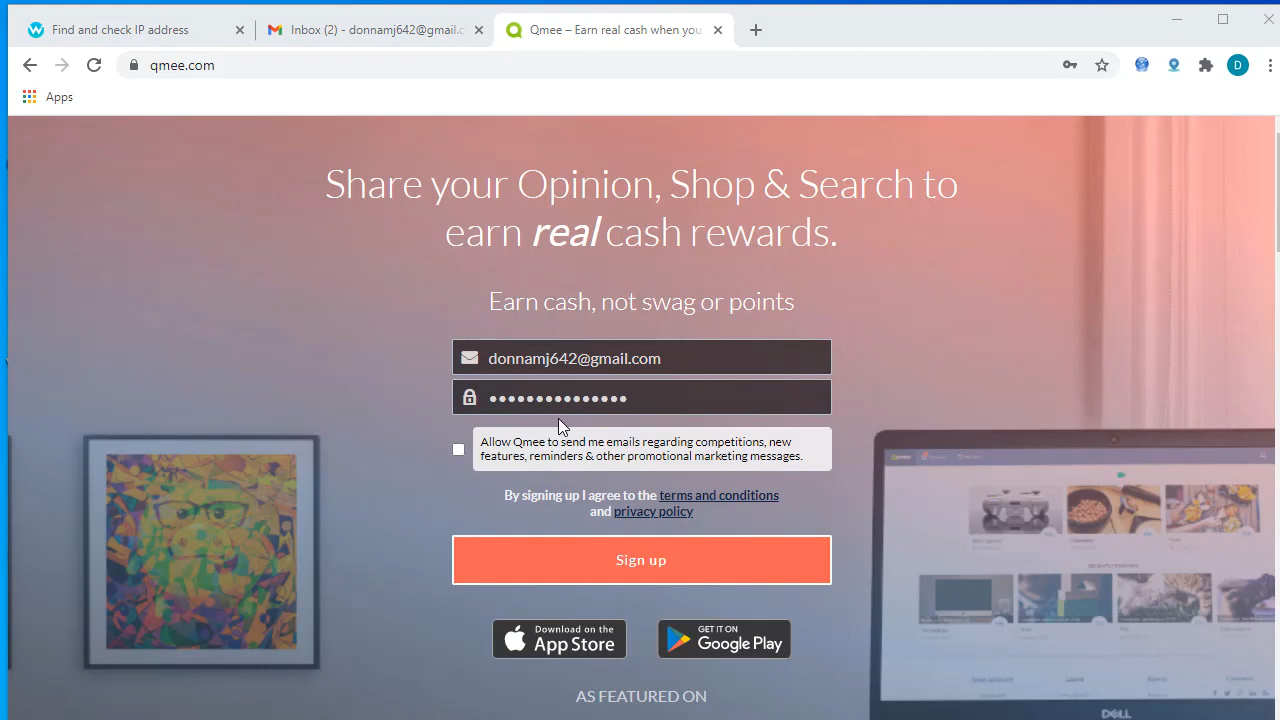 Find and check IP address
Inbox (2) - donnamj642@gmail.c
Qmee – Earn real cash when you
qmee.com
D
Apps
Share your Opinion, Shop & Search to
earn real cash rewards.
Earn cash, not swag or points
donnamj642@gmail.com
Allow Qmee to send me emails regarding competitions, new
features, reminders & other promotional marketing messages.
By signing up I agree to the terms and conditions
and privacy policy
Sign up
Download on the
App Store
GET IT ON
Google Play
AS FEATURED ON
DELL